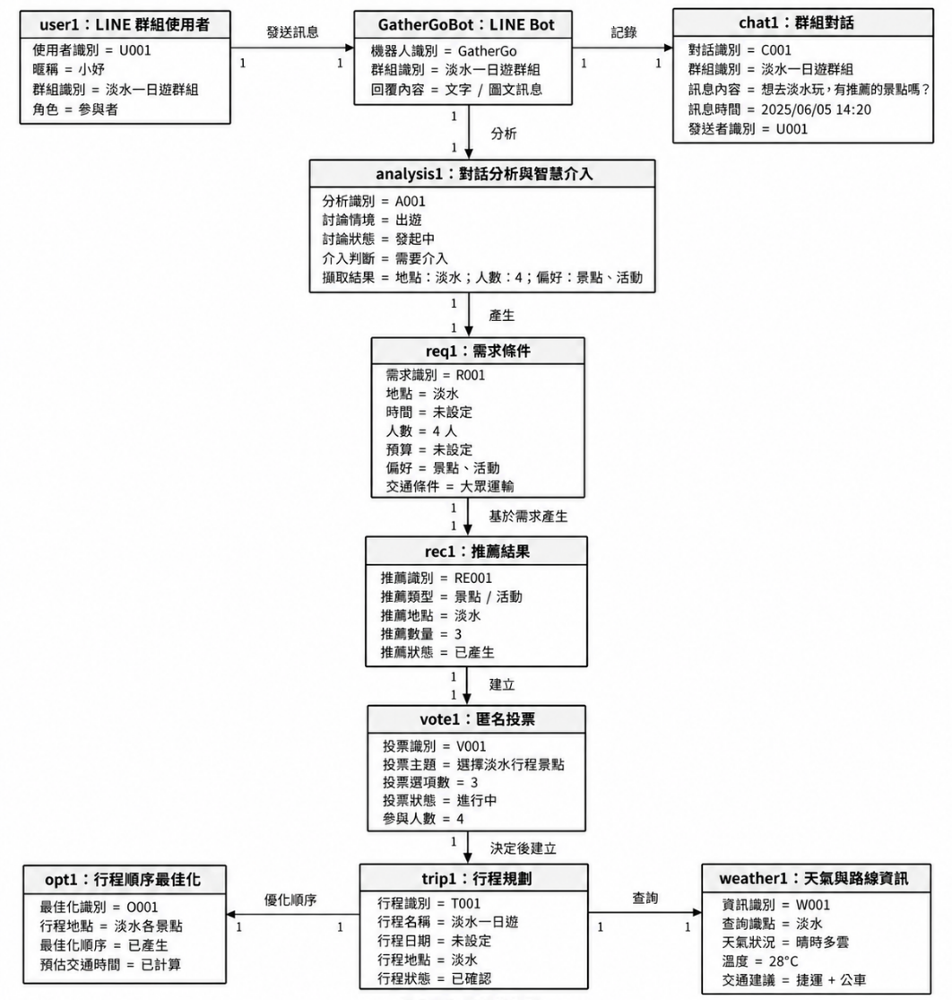 user1：LINE 群組使用者
使用者識別 = U001
暱稱 = 小妤
群組識別 = 淡水一日遊群組
角色 = 參與者
發送訊息
1
1
GatherGoBot：LINE Bot
機器人識別 = GatherGo
群組識別 = 淡水一日遊群組
回覆內容 = 文字 / 圖文訊息
記錄
1
1
chat1：群組對話
對話識別 = C001
群組識別 = 淡水一日遊群組
訊息內容 = 想去淡水玩，有推薦的景點嗎？
訊息時間 = 2025/06/05 14:20
發送者識別 = U001
1
分析
1
analysis1：對話分析與智慧介入
分析識別 = A001
討論情境 = 出遊
討論狀態 = 發起中
介入判斷 = 需要介入
擷取結果 = 地點：淡水；人數：4；偏好：景點、活動
1
產生
1
req1：需求條件
需求識別 = R001
地點 = 淡水
時間 = 未設定
人數 = 4 人
預算 = 未設定
偏好 = 景點、活動
交通條件 = 大眾運輸
1
基於需求產生
1
rec1：推薦結果
推薦識別 = RE001
推薦類型 = 景點 / 活動
推薦地點 = 淡水
推薦數量 = 3
推薦狀態 = 已產生
1
建立
1
vote1：匿名投票
投票識別 = V001
投票主題 = 選擇淡水行程景點
投票選項數 = 3
投票狀態 = 進行中
參與人數 = 4
1
決定後建立
opt1：行程順序最佳化
最佳化識別 = O001
行程地點 = 淡水各景點
最佳化順序 = 已產生
預估交通時間 = 已計算
優化順序
1
1
trip1：行程規劃
行程識別 = T001
行程名稱 = 淡水一日遊
行程日期 = 未設定
行程地點 = 淡水
行程狀態 = 已確認
查詢
1
1
weather1：天氣與路線資訊
資訊識別 = W001
查詢識點 = 淡水
天氣狀況 = 晴時多雲
溫度 = 28°C
交通建議 = 捷運 + 公車